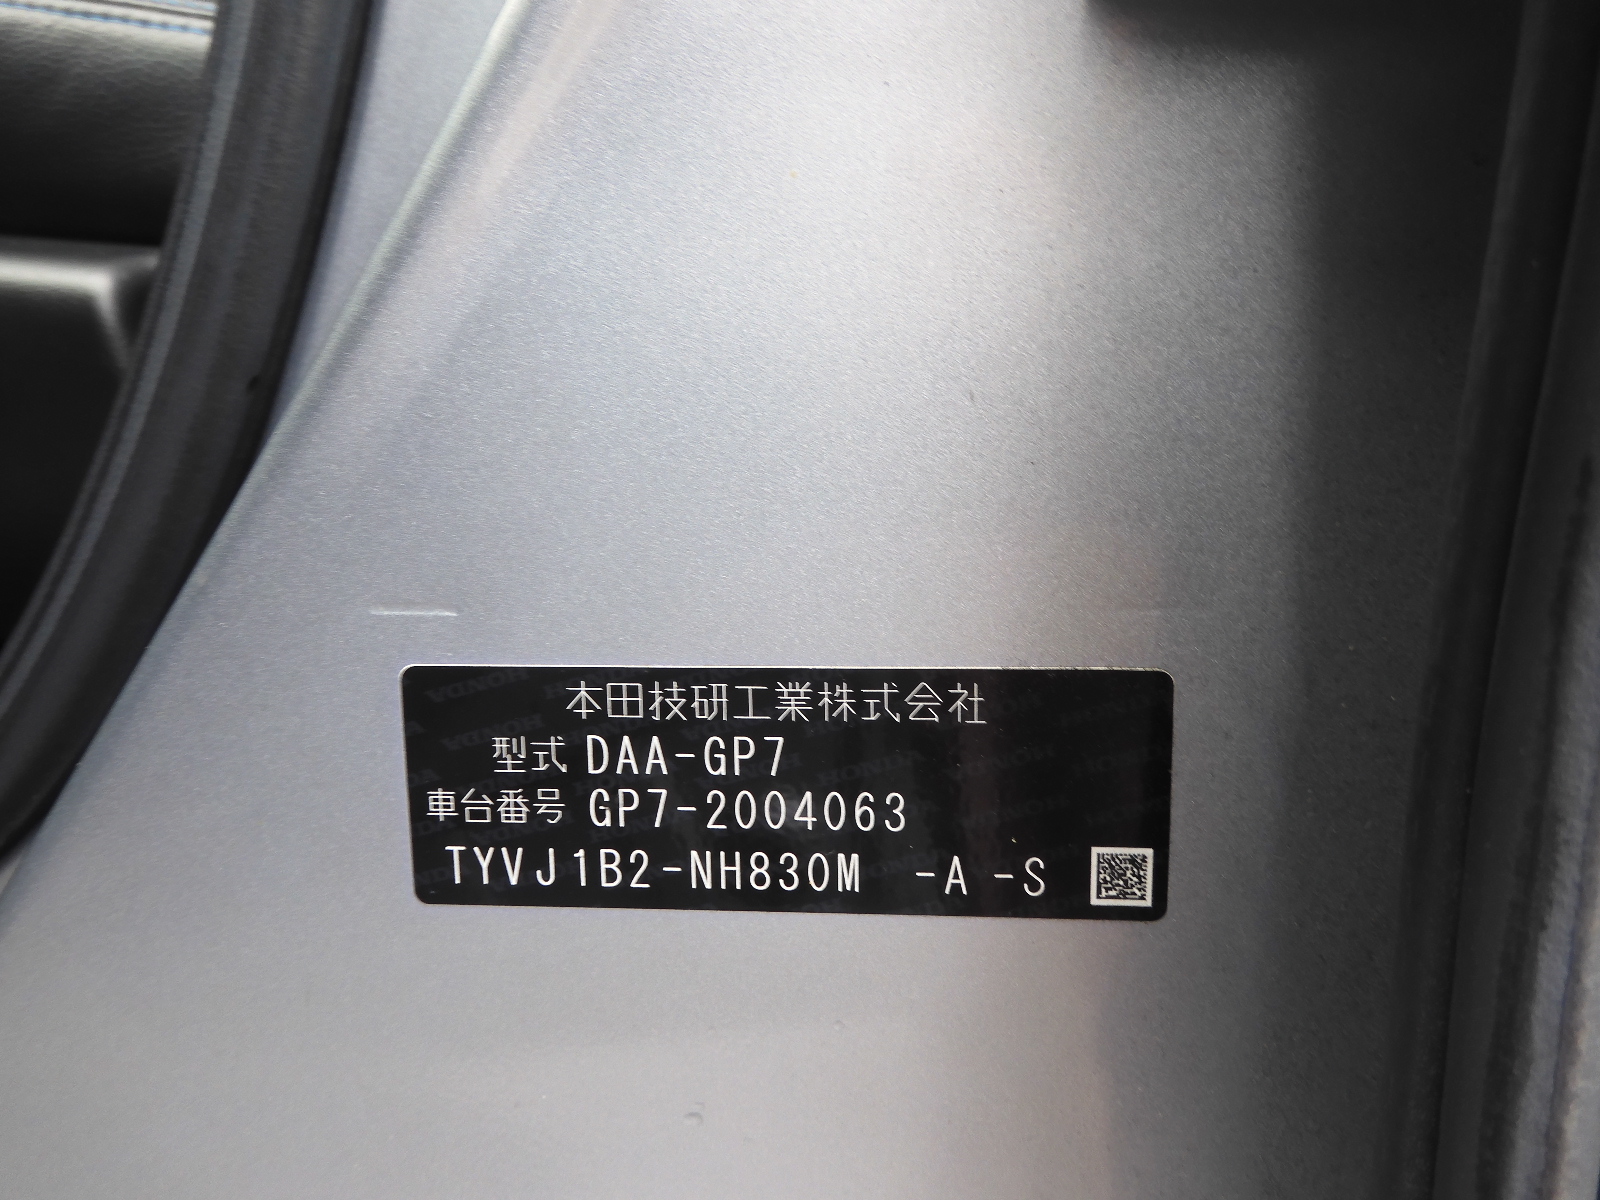 本田技研工業株式会社
型式 DAA-GP7
車台番号 GP7-2004063
TYVJ1B2-NH830M -A -S